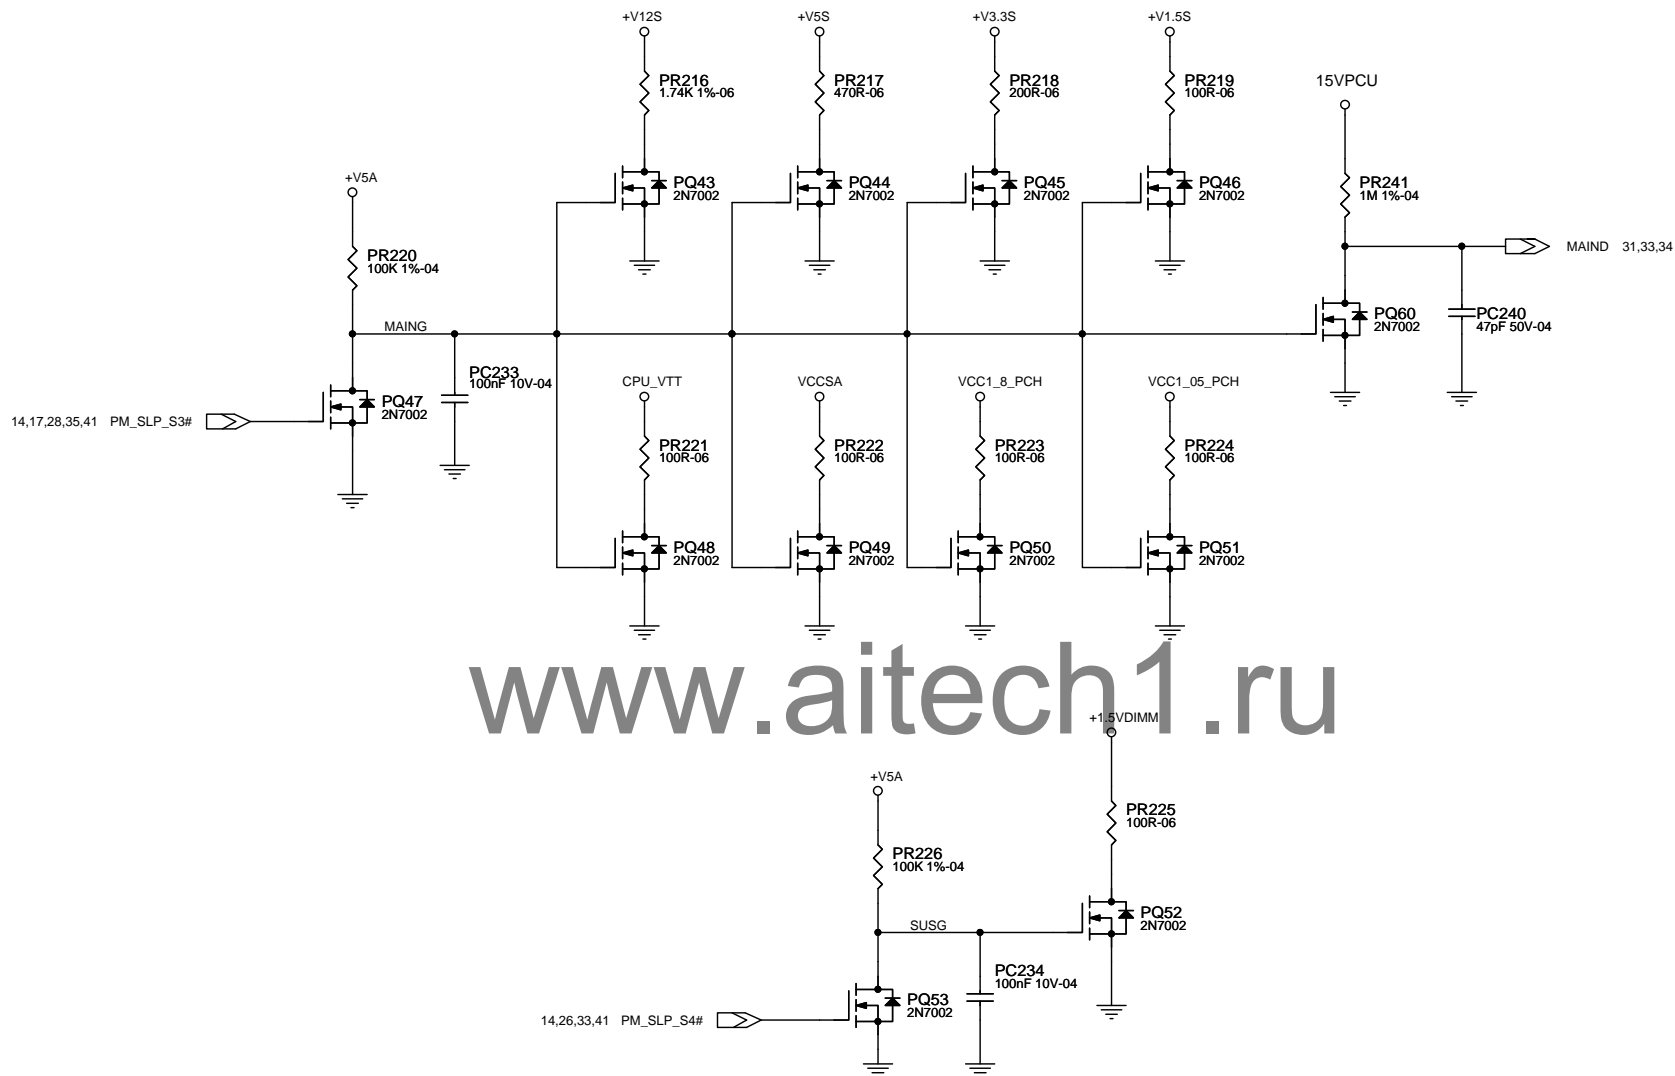 +V12S
+V5S
+V3.3S
+V1.5S
PR216
1.74K 1%-06
PR217
470R-06
PR218
200R-06
PR219
100R-06
15VPCU
PQ43
2N7002
PQ44
2N7002
PQ45
2N7002
PQ46
2N7002
PR241
1M 1%-04
+V5A
PR220
100K 1%-04
MAIND 31,33,34
MAING
PQ60
2N7002
PC240
47pF 50V-04
PC233
100nF 10V-04
CPU_VTT
VCCSA
VCC1_8_PCH
VCC1_05_PCH
PQ47
2N7002
14,17,28,35,41 PM_SLP_S3#
PR221
100R-06
PR222
100R-06
PR223
100R-06
PR224
100R-06
PQ48
2N7002
PQ49
2N7002
PQ50
2N7002
PQ51
2N7002
www.aitech1.ru
+1.5VDIMM
+V5A
PR225
100R-06
PR226
100K 1%-04
SUSG
PQ52
2N7002
PC234
100nF 10V-04
PQ53
2N7002
14,26,33,41 PM_SLP_S4#